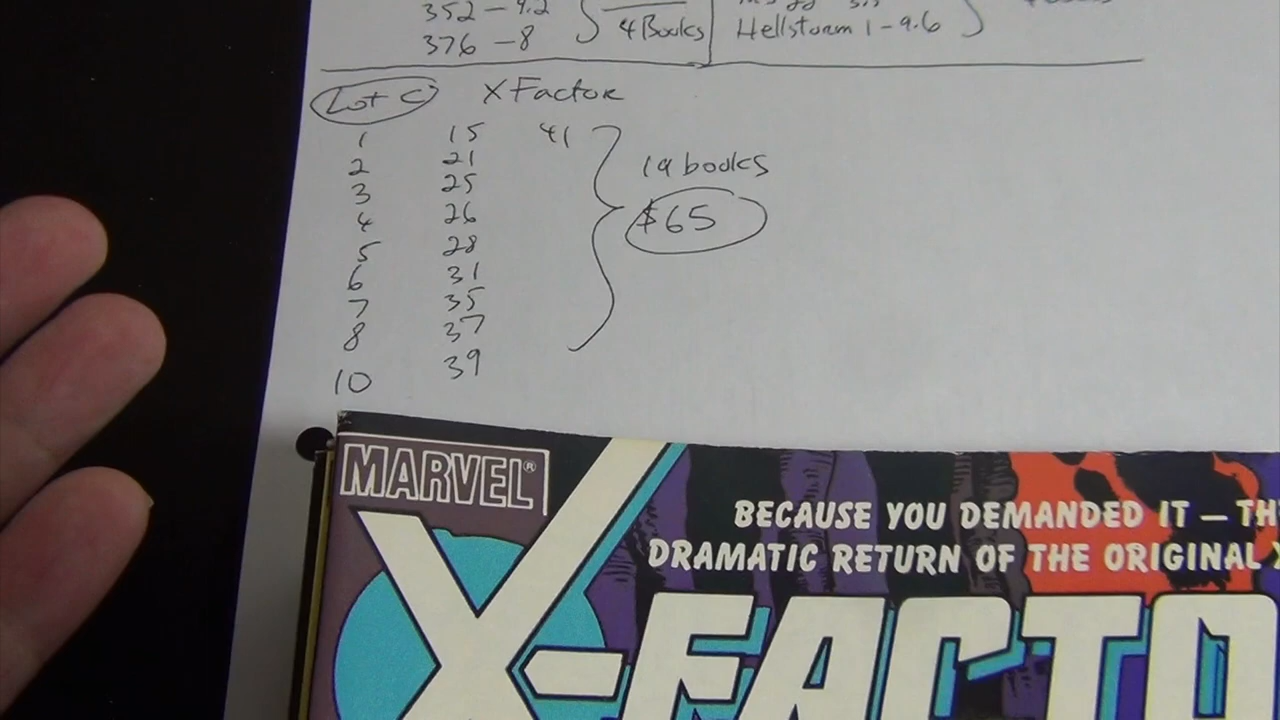 352 - 9.2
376 - 8
4 Books
Hellstorm 1 - 9.6
Lot C X Factor
1 15 41
2 21
3 25
4 26
5 28
6 31
7 35
8 37
10 39
19 books
$65
MARVEL®
BECAUSE YOU DEMANDED IT – TH
DRAMATIC RETURN OF THE ORIGINAL X
X-FACTO